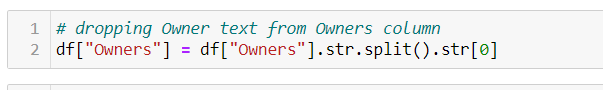 1 # dropping Owner text from Owners column
2 df["Owners"] = df["Owners"].str.split().str[0]